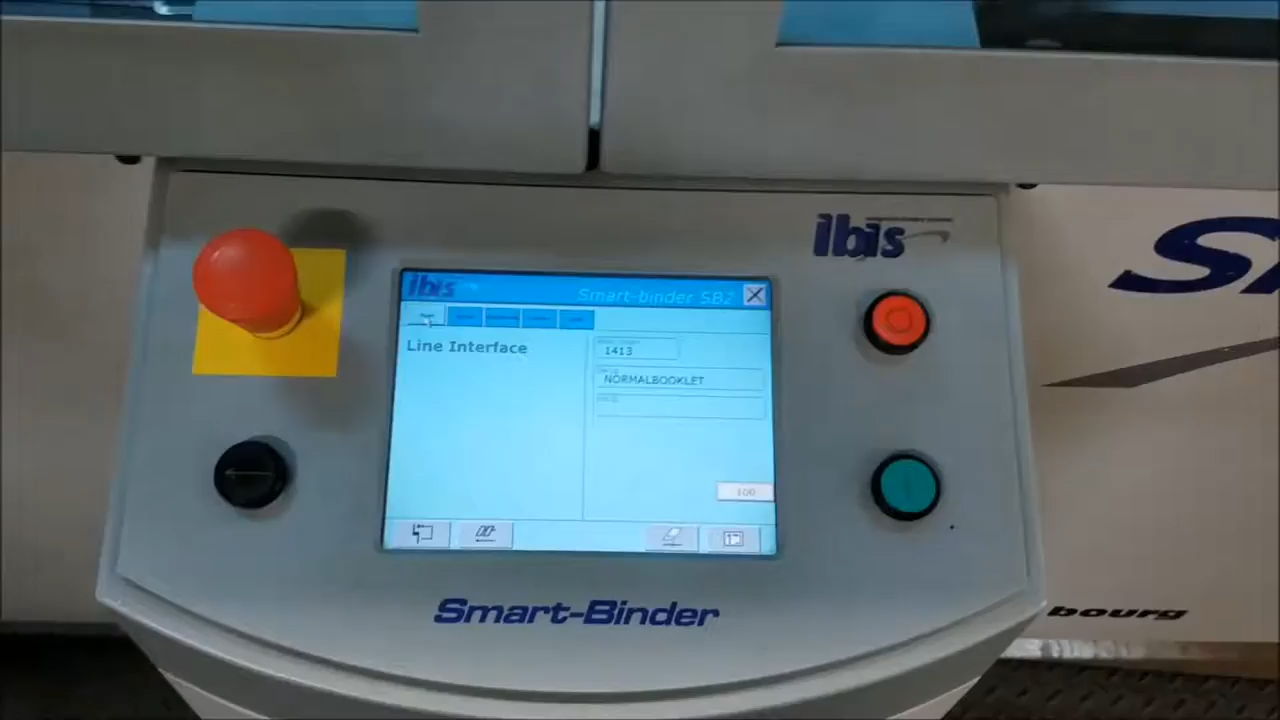 ibis
ibis
Smart-binder SB2
Line Interface
1413
NORMALBOOKLET
100
Smart-Binder
bourg